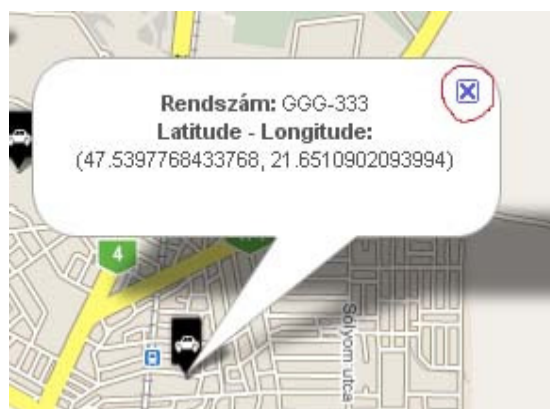 Rendszám: GGG-333
Latitude - Longitude:
(47.5397768433768, 21.6510902093994)
4
Sólyom utca